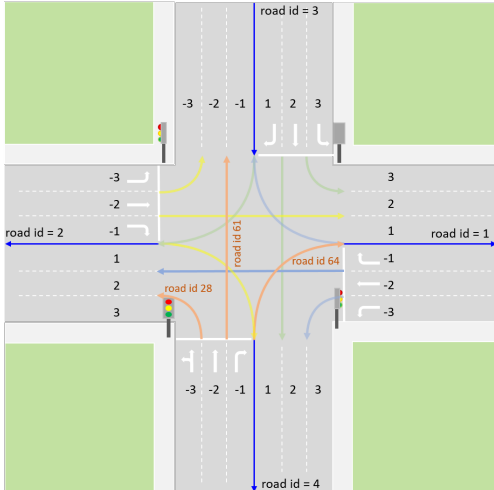 road id = 3
-3 -2 -1 1 2 3
-3 3
-2 2
-1 1
road id = 2 road id = 1
road id 61
road id 64
1 -1
2 -2
road id 28
3 -3
-3 -2 -1 1 2 3
road id = 4